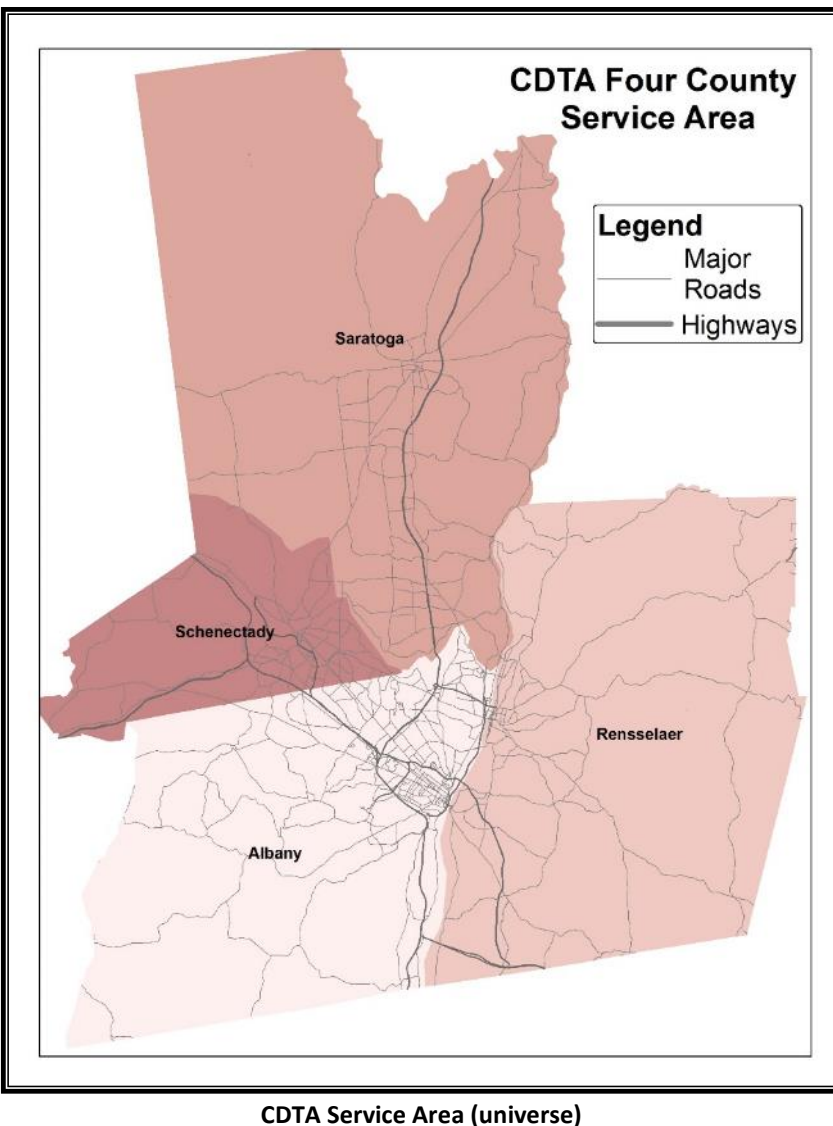 CDTA Four County
Service Area
Legend
Major
Roads
Highways
Saratoga
Schenectady
Rensselaer
Albany
CDTA Service Area (universe)